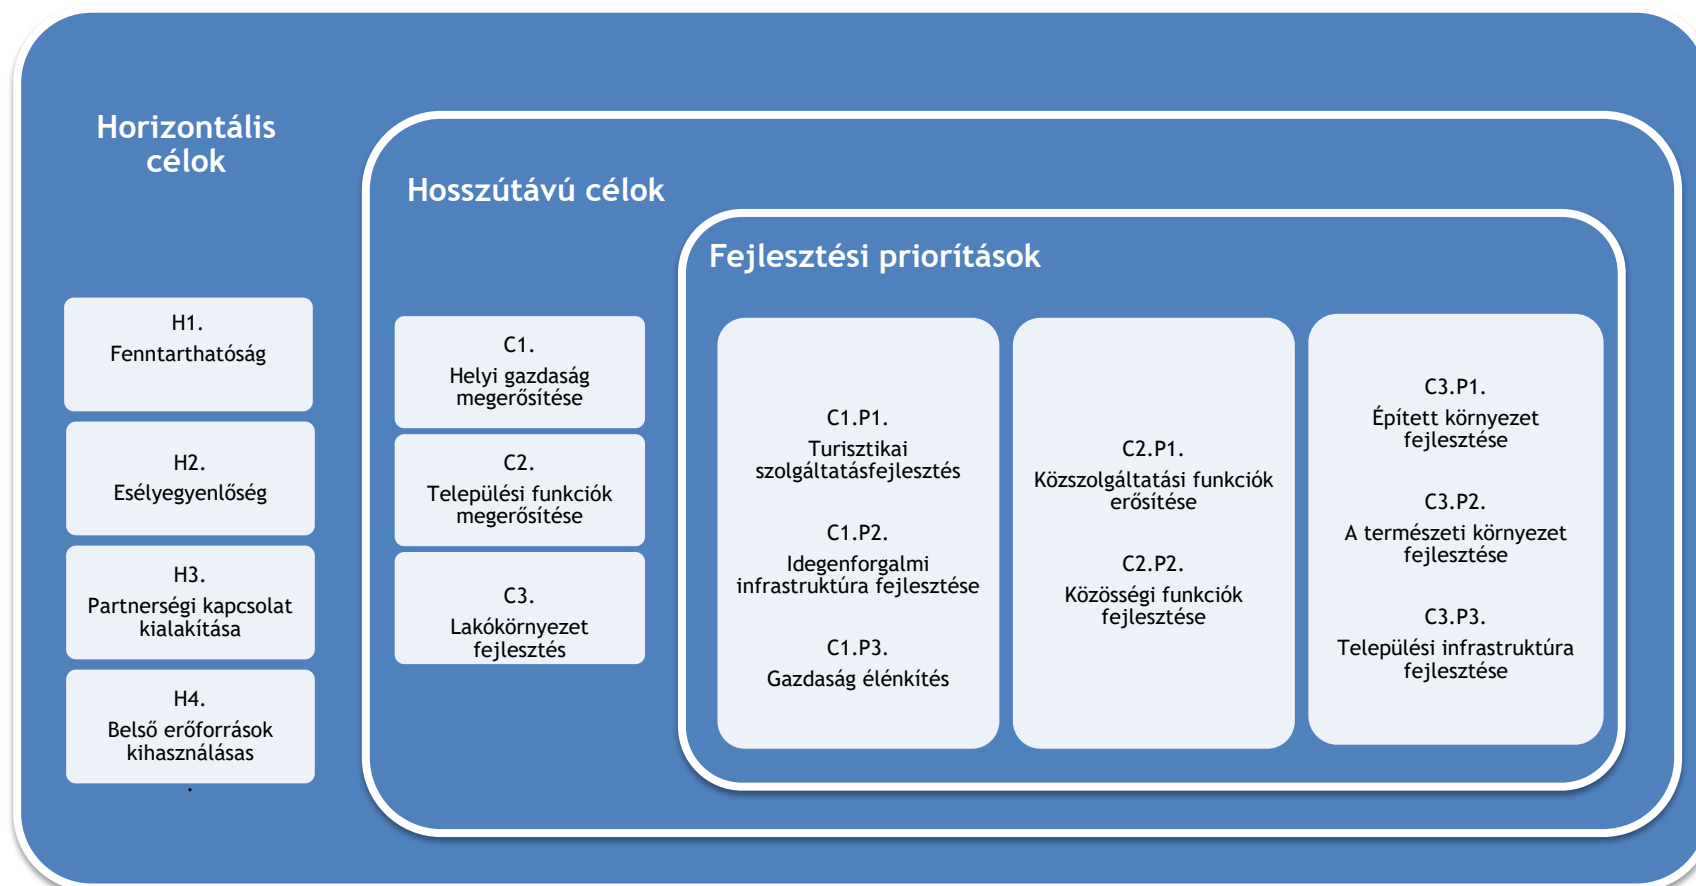 Horizontális
célok
H1.
Fenntarthatóság
H2.
Esélyegyenlőség
H3.
Partnerségi kapcsolat
kialakítása
H4.
Belső erőforrások
kihasználásas
.
Hosszútávú célok
C1.
Helyi gazdaság
megerősítése
C2.
Települési funkciók
megerősítése
C3.
Lakókörnyezet
fejlesztés
Fejlesztési priorítások
C1.P1.
Turisztikai
szolgáltatásfejlesztés
C1.P2.
Idegenforgalmi
infrastruktúra fejlesztése
C1.P3.
Gazdaság élénkítés
C2.P1.
Közszolgáltatási funkciók
erősítése
C2.P2.
Közösségi funkciók
fejlesztése
C3.P1.
Épített környezet
fejlesztése
C3.P2.
A természeti környezet
fejlesztése
C3.P3.
Települési infrastruktúra
fejlesztése